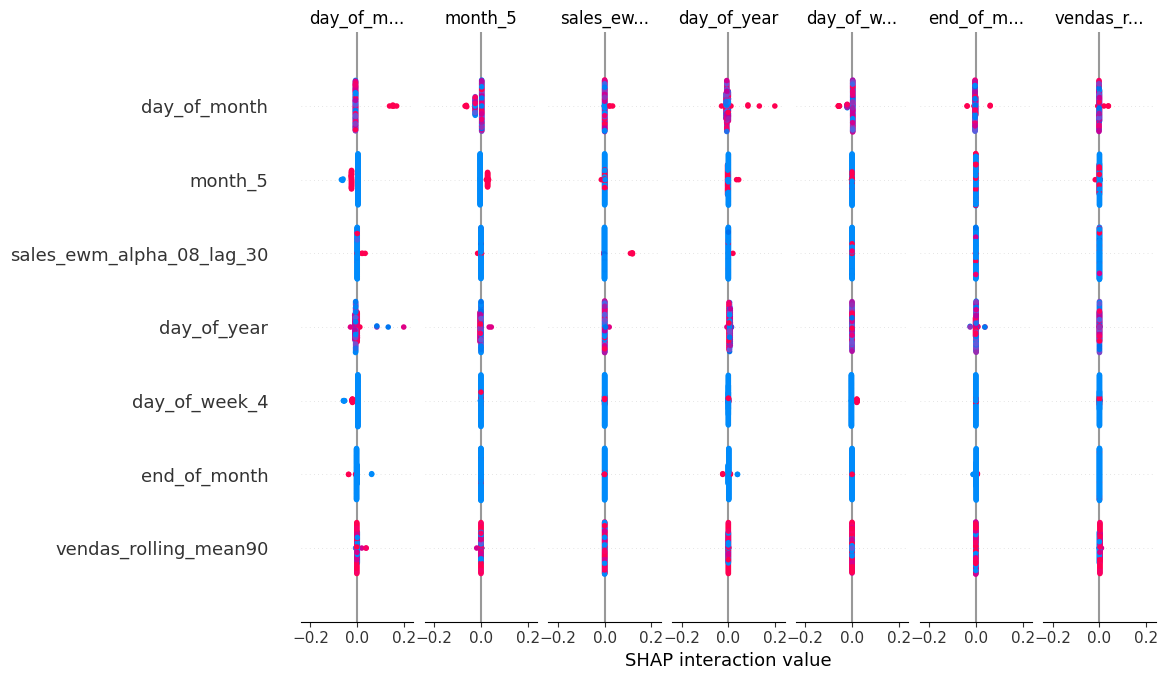 day_of_m... month_5 sales_ew... day_of_year day_of_w... end_of_m... vendas_r...
day_of_month
month_5
sales_ewm_alpha_08_lag_30
day_of_year
day_of_week_4
end_of_month
vendas_rolling_mean90
−0.2 0.0 0.2 −0.2 0.0 0.2 −0.2 0.0 0.2 −0.2 0.0 0.2 −0.2 0.0 0.2 −0.2 0.0 0.2 −0.2 0.0 0.2
SHAP interaction value